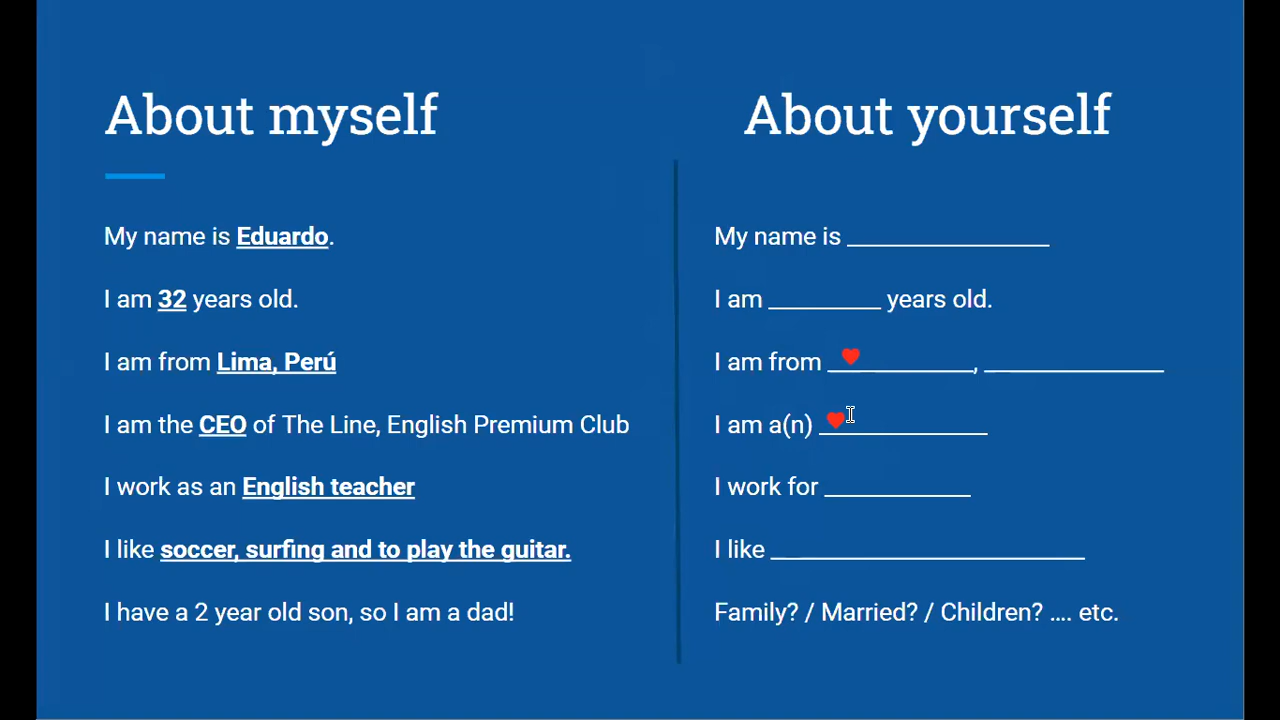 About myself
My name is Eduardo.
I am 32 years old.
I am from Lima, Perú
I am the CEO of The Line, English Premium Club
I work as an English teacher
I like soccer, surfing and to play the guitar.
I have a 2 year old son, so I am a dad!
About yourself
My name is ________________
I am _________ years old.
I am from ____________, ______________
I am a(n) ______________
I work for ____________
I like _________________________
Family? / Married? / Children? .... etc.